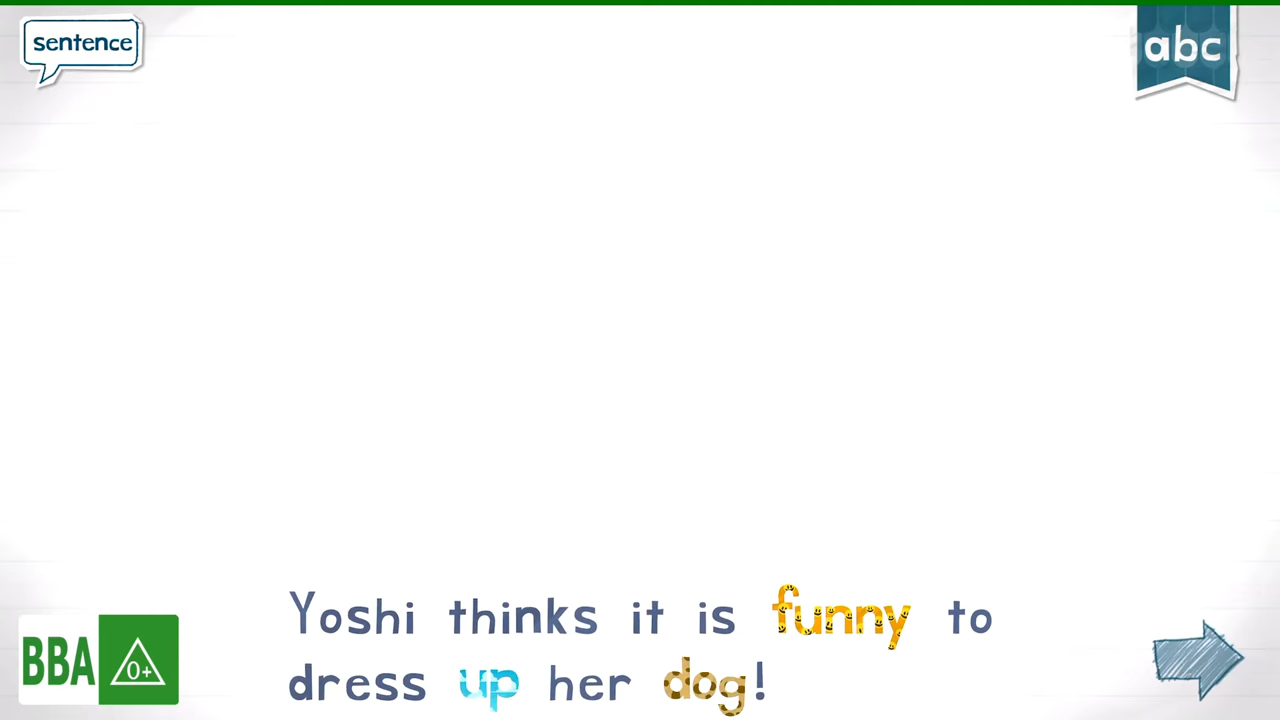 sentence
abc
Yoshi thinks it is funny to
dress up her dog!
BBA
0+